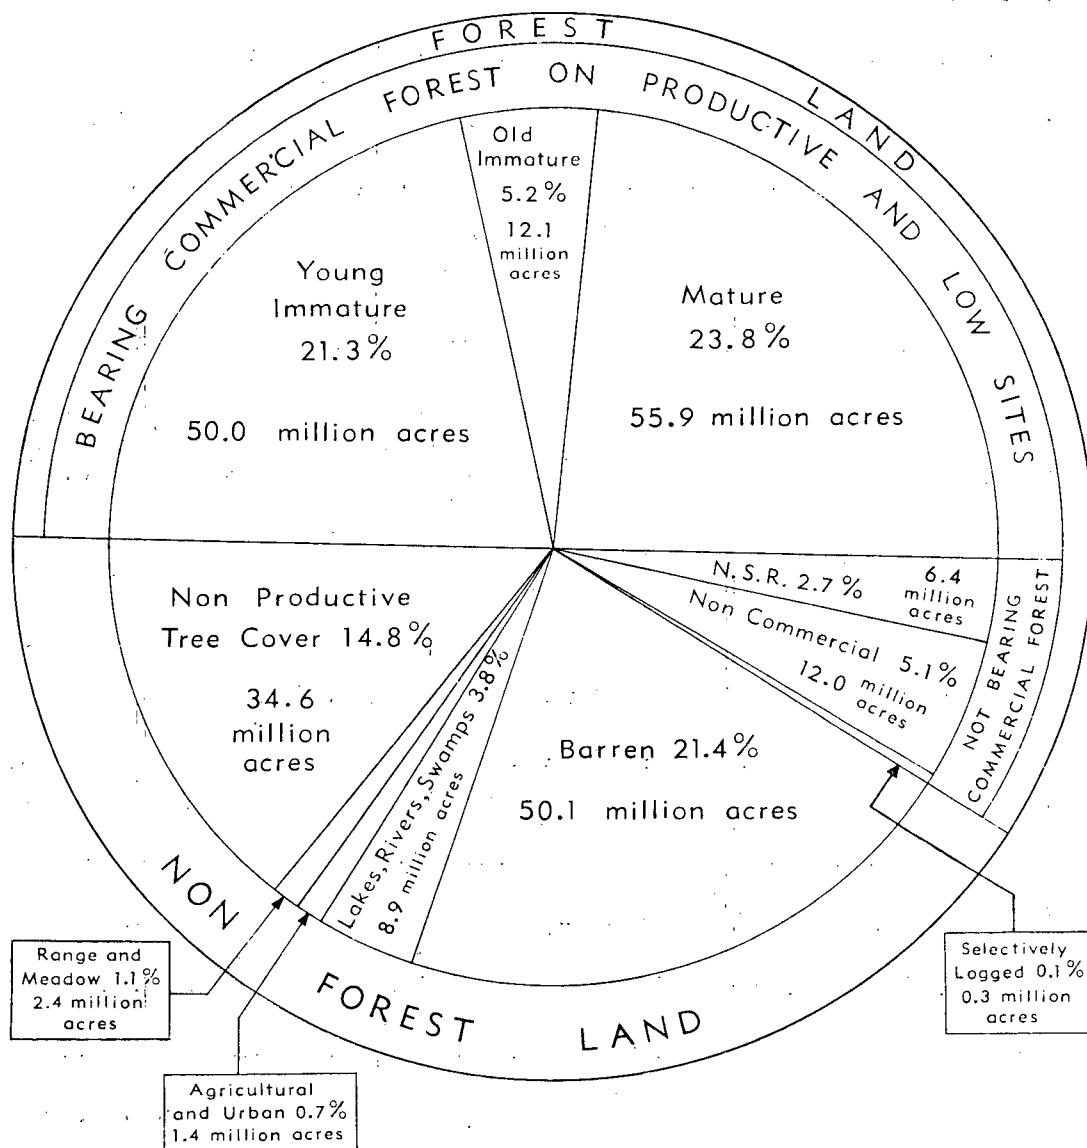 FOREST LAND
BEARING COMMERCIAL FOREST ON PRODUCTIVE AND LOW SITES
Old
Immature
5.2%
12.1
million
acres
Young
Immature
21.3%
50.0 million acres
Mature
23.8%
55.9 million acres
N.S.R. 2.7%
6.4
million
acres
Non Commercial 5.1%
12.0 million
acres
NOT BEARING
COMMERCIAL FOREST
Non Productive
Tree Cover 14.8%
34.6
million
acres
Lakes, Rivers, Swamps 3.8%
8.9 million acres
Barren 21.4%
50.1 million acres
NON FOREST LAND
Range and
Meadow 1.1%
2.4 million
acres
Agricultural
and Urban 0.7%
1.4 million acres
Selectively
Logged 0.1%
0.3 million
acres